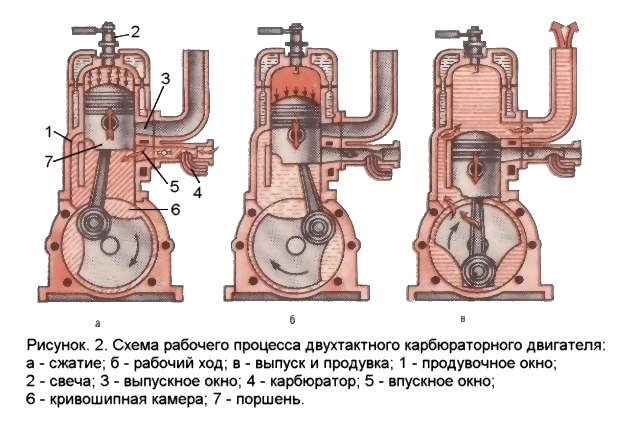 2
1
3
7
5
4
6
а
б
в
Рисунок. 2. Схема рабочего процесса двухтактного карбюраторного двигателя:
а - сжатие; б - рабочий ход; в - выпуск и продувка; 1 - продувочное окно;
2 - свеча; 3 - выпускное окно; 4 - карбюратор; 5 - впускное окно;
6 - кривошипная камера; 7 - поршень.